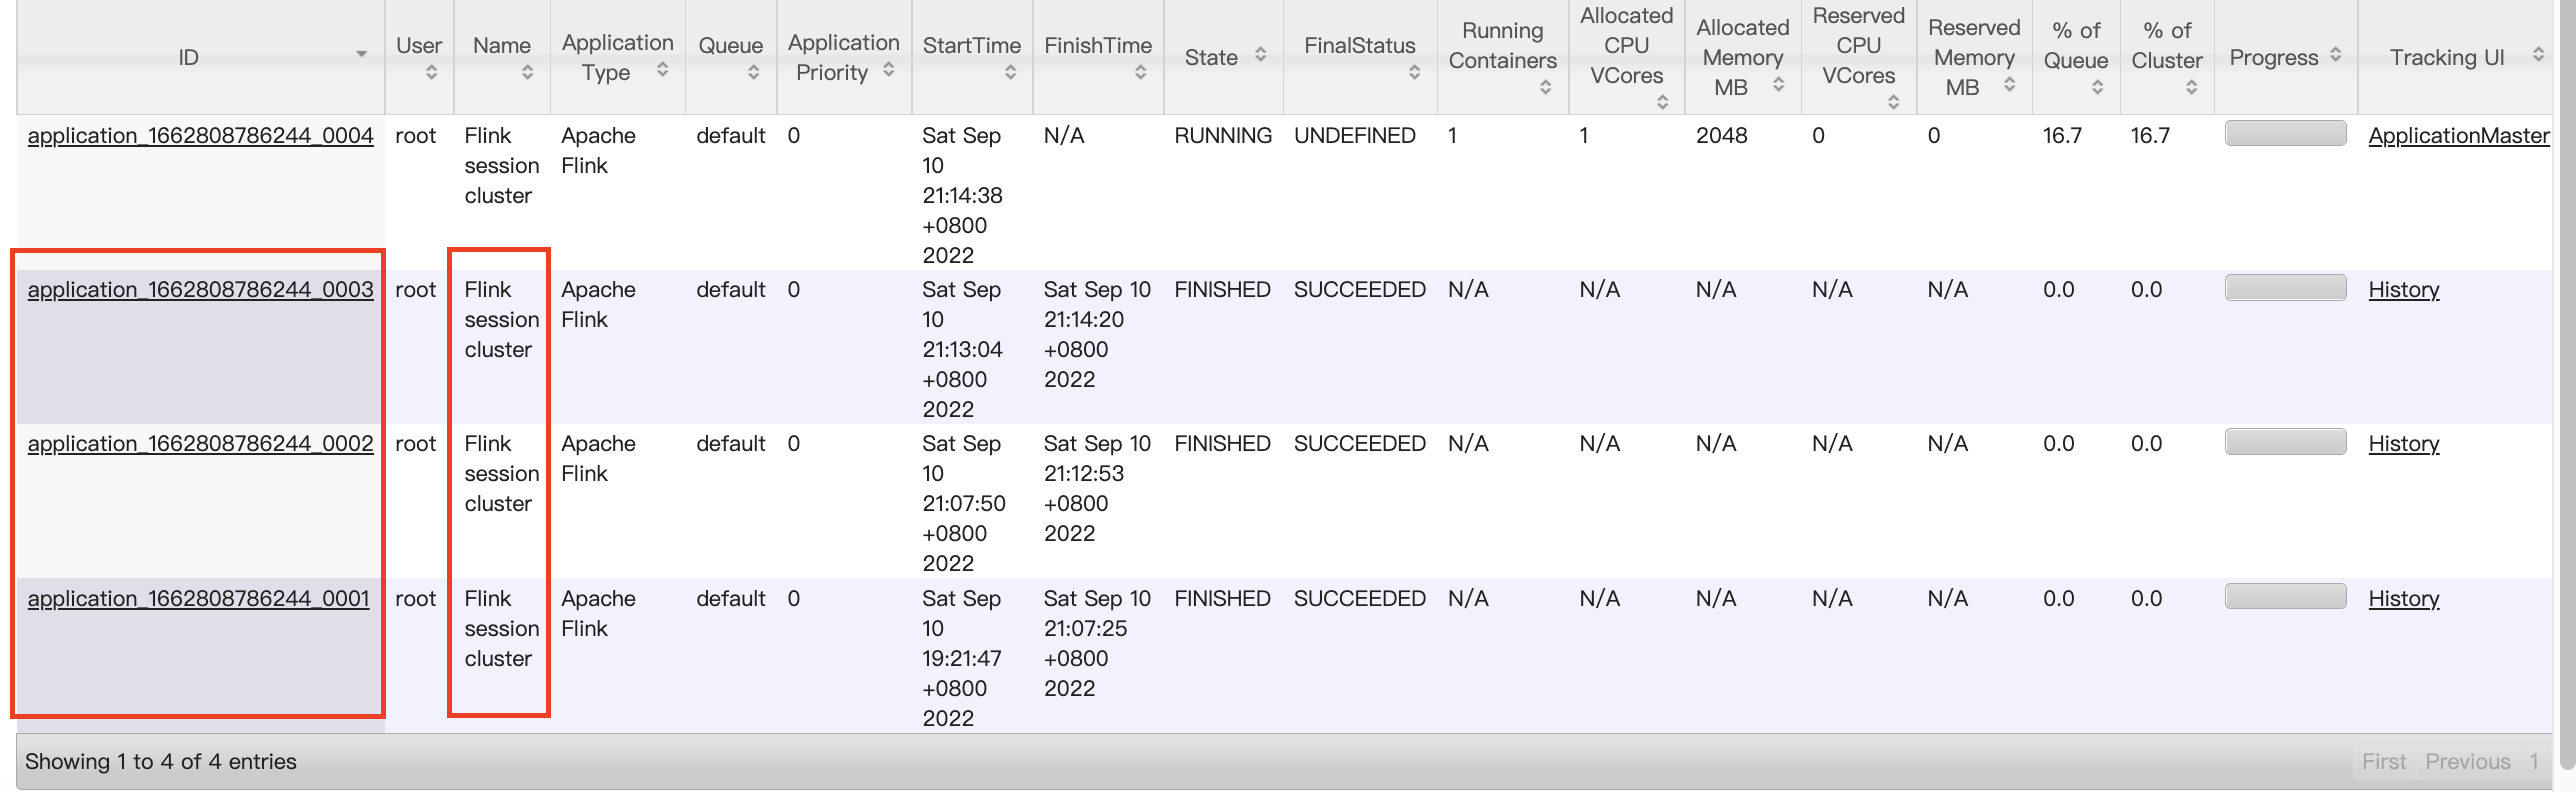 ID User Name Application Type Queue Application Priority StartTime FinishTime State FinalStatus Running Containers Allocated CPU VCores Allocated Memory MB Reserved CPU VCores Reserved Memory MB % of Queue % of Cluster Progress Tracking UI
application_1662808786244_0004 root Flink session cluster Apache Flink default 0 Sat Sep 10 21:14:38 +0800 2022 N/A RUNNING UNDEFINED 1 1 2048 0 0 16.7 16.7 ApplicationMaster
application_1662808786244_0003 root Flink session cluster Apache Flink default 0 Sat Sep 10 21:13:04 +0800 2022 Sat Sep 10 21:14:20 +0800 2022 FINISHED SUCCEEDED N/A N/A N/A N/A N/A 0.0 0.0 History
application_1662808786244_0002 root Flink session cluster Apache Flink default 0 Sat Sep 10 21:07:50 +0800 2022 Sat Sep 10 21:12:53 +0800 2022 FINISHED SUCCEEDED N/A N/A N/A N/A N/A 0.0 0.0 History
application_1662808786244_0001 root Flink session cluster Apache Flink default 0 Sat Sep 10 19:21:47 +0800 2022 Sat Sep 10 21:07:25 +0800 2022 FINISHED SUCCEEDED N/A N/A N/A N/A N/A 0.0 0.0 History
Showing 1 to 4 of 4 entries First Previous 1